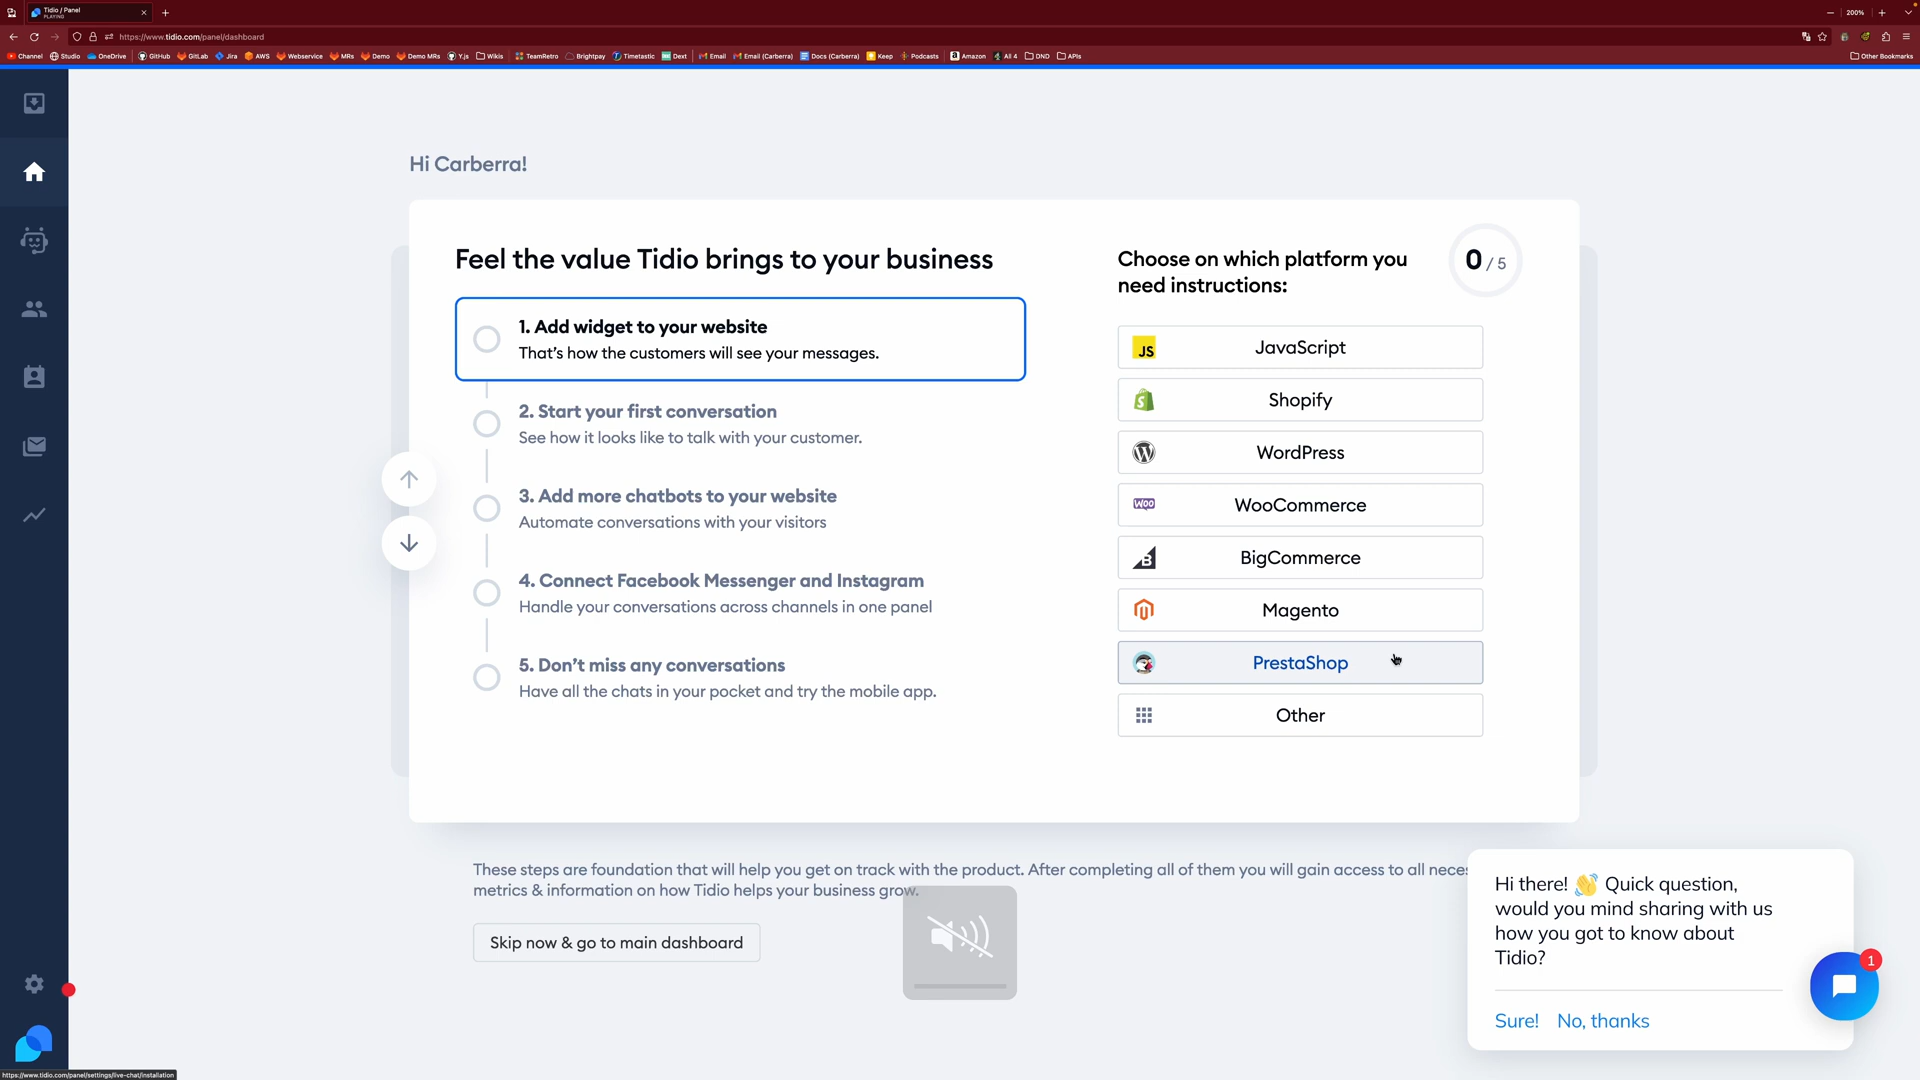 Tidio / Panel
PLAYING
200%
https://www.tidio.com/panel/dashboard
Channel Studio OneDrive GitHub GitLab Jira AWS Webservice MRs Demo Demo MRs Y.js Wikis TeamRetro Brightpay Timetastic Dext Email Email (Carberra) Docs (Carberra) Keep Podcasts Amazon All 4 DND APIs Other Bookmarks
Hi Carberra!
Feel the value Tidio brings to your business
1. Add widget to your website
That's how the customers will see your messages.
2. Start your first conversation
See how it looks like to talk with your customer.
3. Add more chatbots to your website
Automate conversations with your visitors
4. Connect Facebook Messenger and Instagram
Handle your conversations across channels in one panel
5. Don't miss any conversations
Have all the chats in your pocket and try the mobile app.
Choose on which platform you
need instructions:
0 / 5
JS JavaScript
Shopify
WordPress
WOO WooCommerce
BigCommerce
Magento
PrestaShop
Other
These steps are foundation that will help you get on track with the product. After completing all of them you will gain access to all neces
metrics & information on how Tidio helps your business grow.
Skip now & go to main dashboard
Hi there! 👋 Quick question,
would you mind sharing with us
how you got to know about
Tidio?
1
Sure! No, thanks
https://www.tidio.com/panel/settings/live-chat/installation